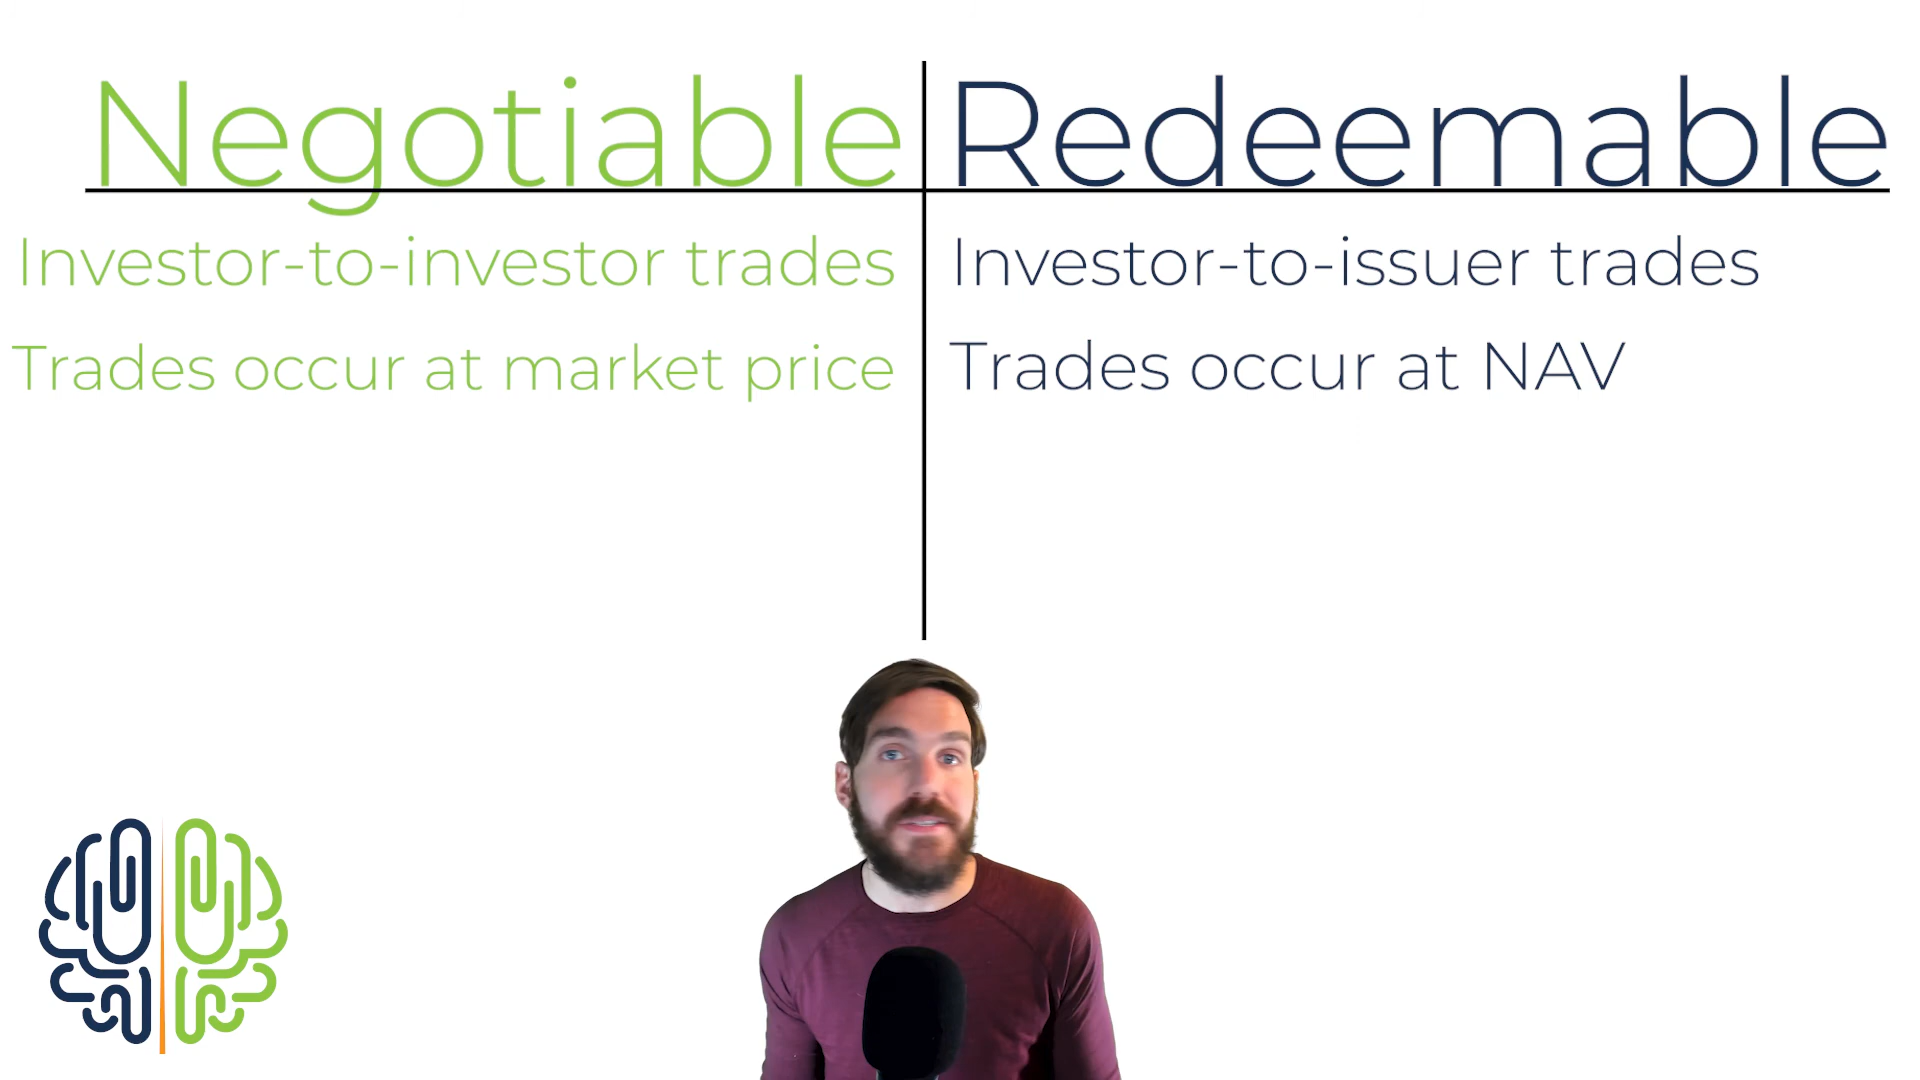 Negotiable
Redeemable
Investor-to-investor trades
Investor-to-issuer trades
Trades occur at market price
Trades occur at NAV